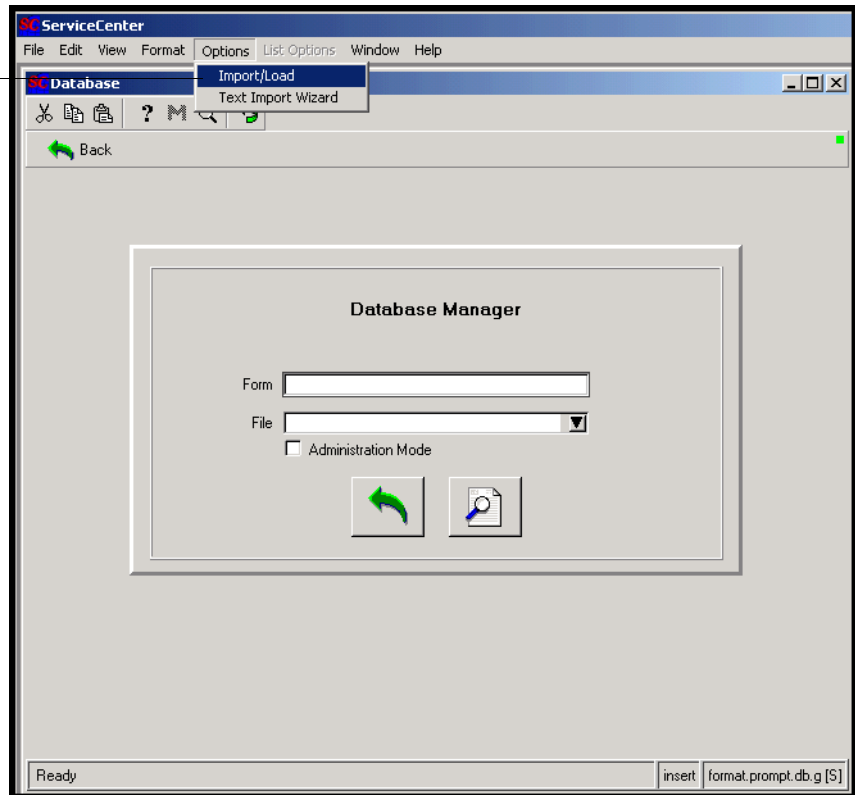 SC ServiceCenter
File Edit View Format Options List Options Window Help
Import/Load
Text Import Wizard
SC Database
? M
Back
Database Manager
Form
File
Administration Mode
Ready insert format.prompt.db.g [S]